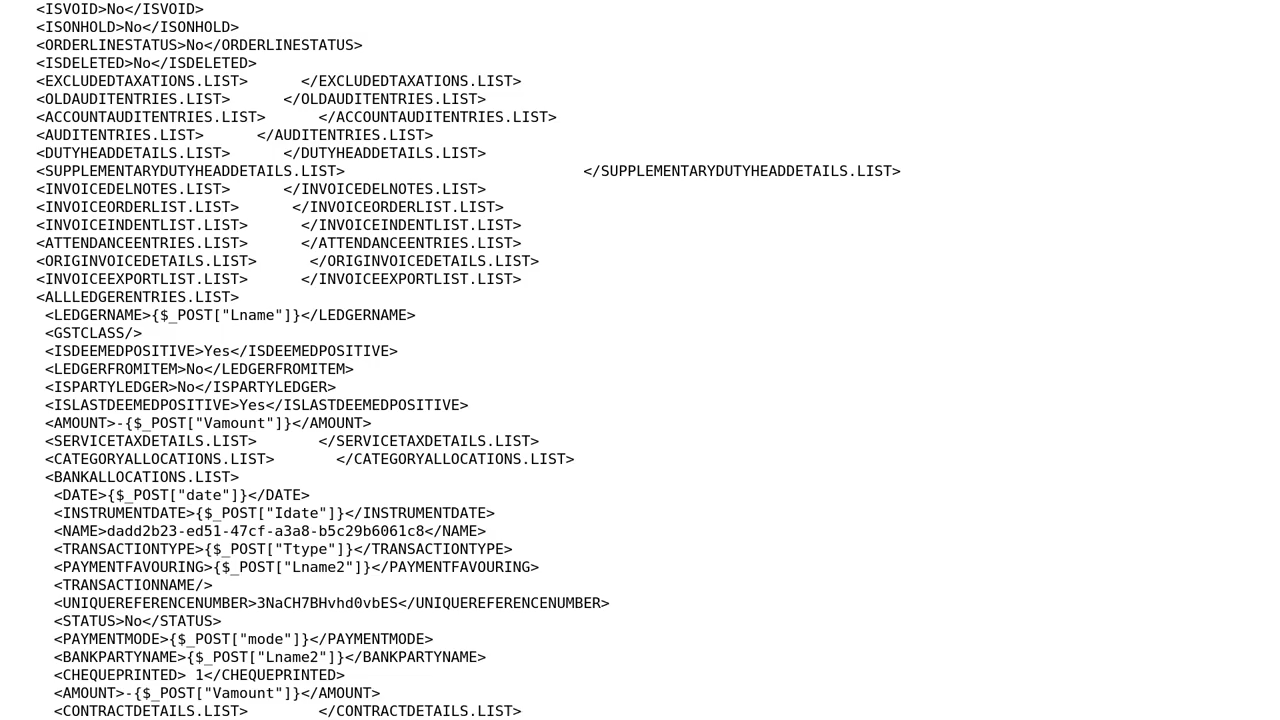 <ISVOID>No</ISVOID>
<ISONHOLD>No</ISONHOLD>
<ORDERLINESTATUS>No</ORDERLINESTATUS>
<ISDELETED>No</ISDELETED>
<EXCLUDEDTAXATIONS.LIST>      </EXCLUDEDTAXATIONS.LIST>
<OLDAUDITENTRIES.LIST>      </OLDAUDITENTRIES.LIST>
<ACCOUNTAUDITENTRIES.LIST>      </ACCOUNTAUDITENTRIES.LIST>
<AUDITENTRIES.LIST>      </AUDITENTRIES.LIST>
<DUTYHEADDETAILS.LIST>      </DUTYHEADDETAILS.LIST>
<SUPPLEMENTARYDUTYHEADDETAILS.LIST>                           </SUPPLEMENTARYDUTYHEADDETAILS.LIST>
<INVOICEDELNOTES.LIST>      </INVOICEDELNOTES.LIST>
<INVOICEORDERLIST.LIST>      </INVOICEORDERLIST.LIST>
<INVOICEINDENTLIST.LIST>      </INVOICEINDENTLIST.LIST>
<ATTENDANCEENTRIES.LIST>      </ATTENDANCEENTRIES.LIST>
<ORIGINVOICEDETAILS.LIST>      </ORIGINVOICEDETAILS.LIST>
<INVOICEEXPORTLIST.LIST>      </INVOICEEXPORTLIST.LIST>
<ALLLEDGERENTRIES.LIST>
 <LEDGERNAME>{$_POST["Lname"]}</LEDGERNAME>
 <GSTCLASS/>
 <ISDEEMEDPOSITIVE>Yes</ISDEEMEDPOSITIVE>
 <LEDGERFROMITEM>No</LEDGERFROMITEM>
 <ISPARTYLEDGER>No</ISPARTYLEDGER>
 <ISLASTDEEMEDPOSITIVE>Yes</ISLASTDEEMEDPOSITIVE>
 <AMOUNT>-{$_POST["Vamount"]}</AMOUNT>
 <SERVICETAXDETAILS.LIST>       </SERVICETAXDETAILS.LIST>
 <CATEGORYALLOCATIONS.LIST>       </CATEGORYALLOCATIONS.LIST>
 <BANKALLOCATIONS.LIST>
  <DATE>{$_POST["date"]}</DATE>
  <INSTRUMENTDATE>{$_POST["Idate"]}</INSTRUMENTDATE>
  <NAME>dadd2b23-ed51-47cf-a3a8-b5c29b6061c8</NAME>
  <TRANSACTIONTYPE>{$_POST["Ttype"]}</TRANSACTIONTYPE>
  <PAYMENTFAVOURING>{$_POST["Lname2"]}</PAYMENTFAVOURING>
  <TRANSACTIONNAME/>
  <UNIQUEREFERENCENUMBER>3NaCH7BHvhd0vbES</UNIQUEREFERENCENUMBER>
  <STATUS>No</STATUS>
  <PAYMENTMODE>{$_POST["mode"]}</PAYMENTMODE>
  <BANKPARTYNAME>{$_POST["Lname2"]}</BANKPARTYNAME>
  <CHEQUEPRINTED> 1</CHEQUEPRINTED>
  <AMOUNT>-{$_POST["Vamount"]}</AMOUNT>
  <CONTRACTDETAILS.LIST>        </CONTRACTDETAILS.LIST>